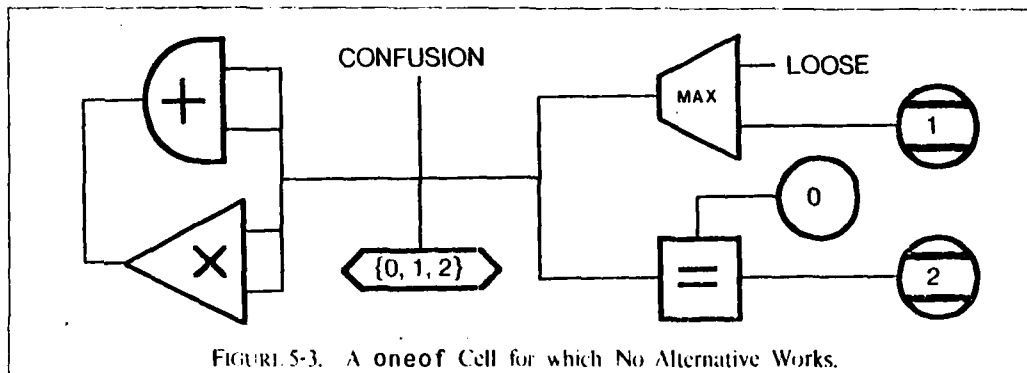 CONFUSION
+
MAX
LOOSE
1
0
×
{0, 1, 2}
=
2
FIGURE 5-3. A oneof Cell for which No Alternative Works.